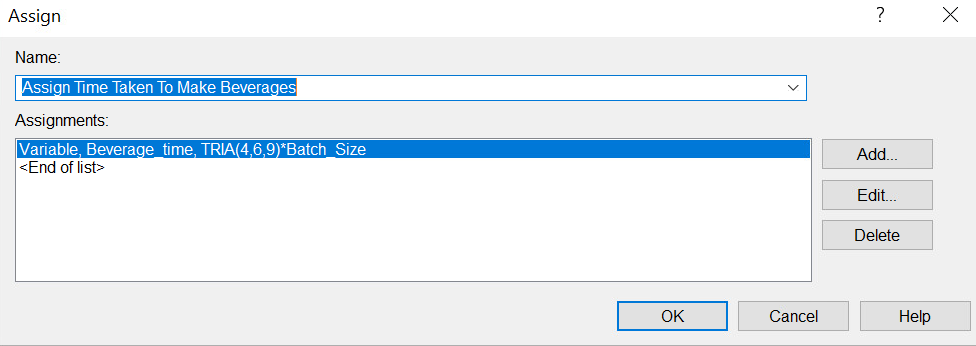 Assign
?
Name:
Assign Time Taken To Make Beverages
Assignments:
Variable, Beverage_time, TRIA(4,6,9)*Batch_Size
<End of list>
Add...
Edit...
Delete
OK
Cancel
Help